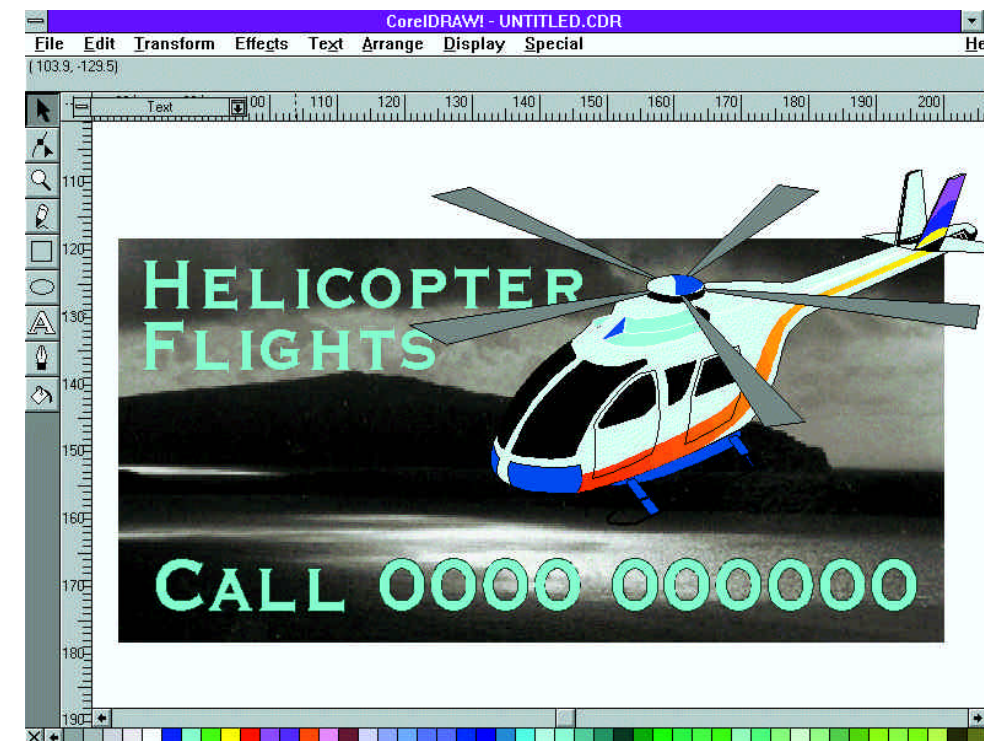 CorelDRAW! - UNTITLED.CDR
File Edit Transform Effects Text Arrange Display Special
(103.9, -129.5)
Text 110 120 130 140 150 160 170 180 190 200
110
120
130
140
150
160
170
180
190
HELICOPTER
FLIGHTS
CALL 0000 000000